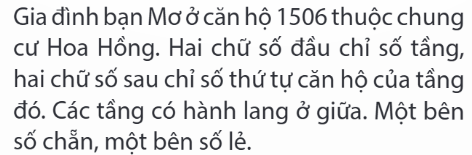 Gia đình bạn Mơ ở căn hộ 1506 thuộc chung
cư Hoa Hồng. Hai chữ số đầu chỉ số tầng,
hai chữ số sau chỉ số thứ tự căn hộ của tầng
đó. Các tầng có hành lang ở giữa. Một bên
số chẵn, một bên số lẻ.